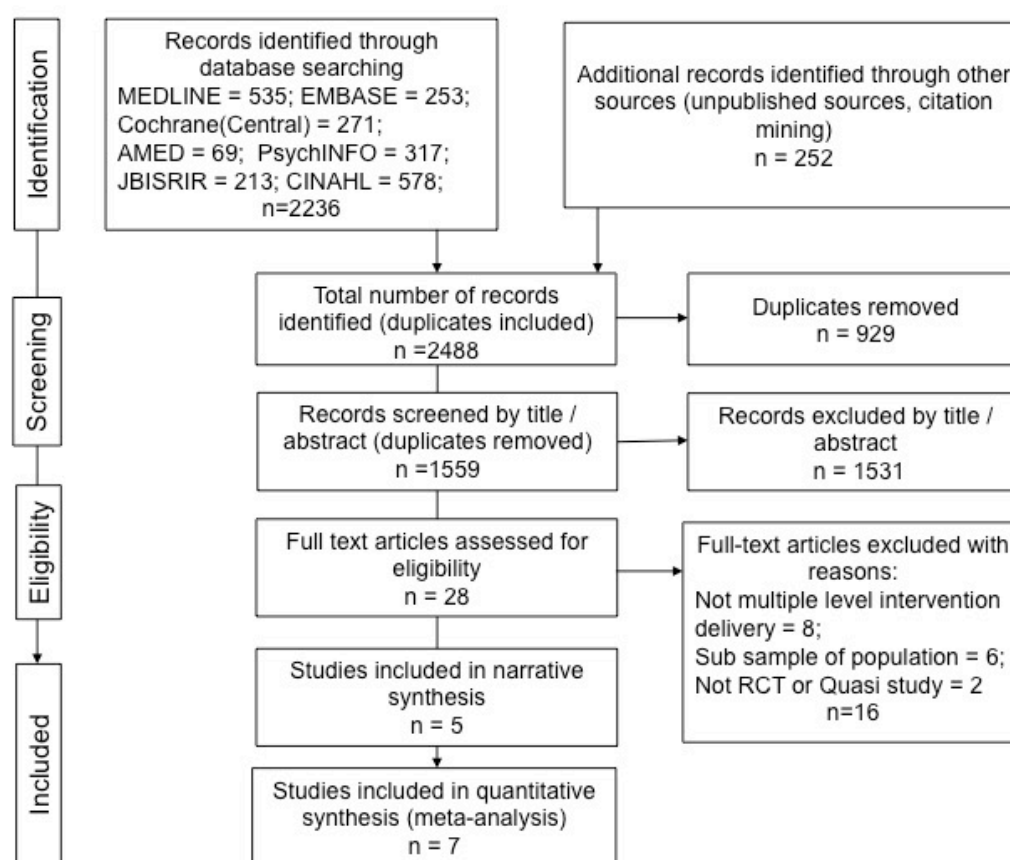 Identification
Records identified through
database searching
MEDLINE = 535; EMBASE = 253;
Cochrane(Central) = 271;
AMED = 69;  PsychINFO = 317;
JBISRIR = 213; CINAHL = 578;
n=2236
Additional records identified through other
sources (unpublished sources, citation
mining)
n = 252
Screening
Total number of records
identified (duplicates included)
n =2488
Duplicates removed
n = 929
Records screened by title /
abstract (duplicates removed)
n =1559
Records excluded by title /
abstract
n = 1531
Eligibility
Full text articles assessed for
eligibility
n = 28
Full-text articles excluded with
reasons:
Not multiple level intervention
delivery = 8;
Sub sample of population = 6;
Not RCT or Quasi study = 2
n=16
Included
Studies included in narrative
synthesis
n = 5
Studies included in quantitative
synthesis (meta-analysis)
n = 7